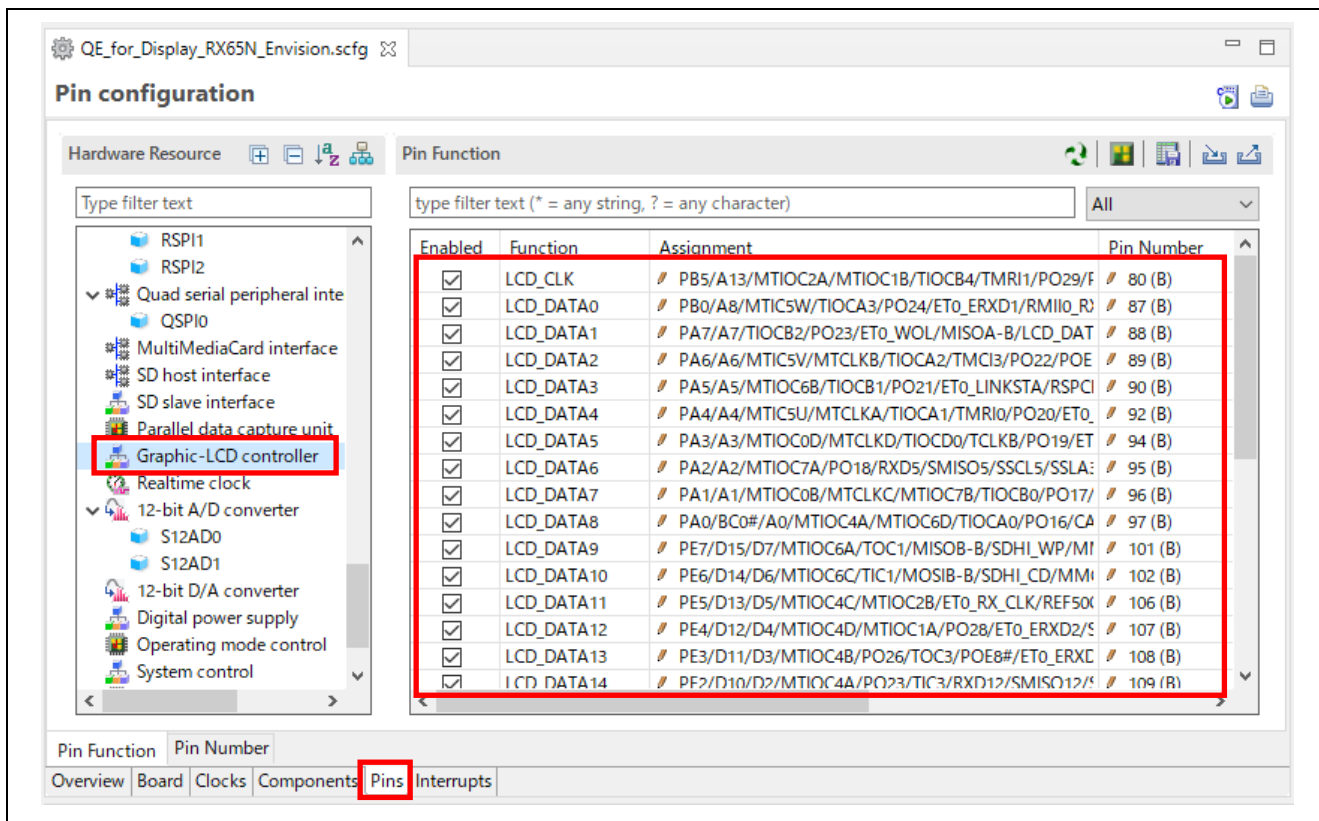 QE_for_Display_RX65N_Envision.scfg
Pin configuration
Hardware Resource
Type filter text
RSPI1
RSPI2
Quad serial peripheral inte
QSPI0
MultiMediaCard interface
SD host interface
SD slave interface
Parallel data capture unit
Graphic-LCD controller
Realtime clock
12-bit A/D converter
S12AD0
S12AD1
12-bit D/A converter
Digital power supply
Operating mode control
System control
Pin Function
type filter text (* = any string, ? = any character) All
Enabled Function Assignment Pin Number
LCD_CLK PB5/A13/MTIOC2A/MTIOC1B/TIOCB4/TMRI1/PO29/ 80 (B)
LCD_DATA0 PB0/A8/MTIC5W/TIOCA3/PO24/ET0_ERXD1/RMII0_ 87 (B)
LCD_DATA1 PA7/A7/TIOCB2/PO23/ET0_WOL/MISOA-B/LCD_DAT 88 (B)
LCD_DATA2 PA6/A6/MTIC5V/MTCLKB/TIOCA2/TMCI3/PO22/POE 89 (B)
LCD_DATA3 PA5/A5/MTIOC6B/TIOCB1/PO21/ET0_LINKSTA/RSPC 90 (B)
LCD_DATA4 PA4/A4/MTIC5U/MTCLKA/TIOCA1/TMRI0/PO20/ET0_ 92 (B)
LCD_DATA5 PA3/A3/MTIOC0D/MTCLKD/TIOCD0/TCLKB/PO19/ET 94 (B)
LCD_DATA6 PA2/A2/MTIOC7A/PO18/RXD5/SMISO5/SSCL5/SSLA 95 (B)
LCD_DATA7 PA1/A1/MTIOC0B/MTCLKC/MTIOC7B/TIOCB0/PO17/ 96 (B)
LCD_DATA8 PA0/BC0#/A0/MTIOC4A/MTIOC6D/TIOCA0/PO16/CA 97 (B)
LCD_DATA9 PE7/D15/D7/MTIOC6A/TOC1/MISOB-B/SDHI_WP/M 101 (B)
LCD_DATA10 PE6/D14/D6/MTIOC6C/TIC1/MOSIB-B/SDHI_CD/MM 102 (B)
LCD_DATA11 PE5/D13/D5/MTIOC4C/MTIOC2B/ET0_RX_CLK/REF50 106 (B)
LCD_DATA12 PE4/D12/D4/MTIOC4D/MTIOC1A/PO28/ET0_ERXD2/ 107 (B)
LCD_DATA13 PE3/D11/D3/MTIOC4B/PO26/TOC3/POE8#/ET0_ERX 108 (B)
LCD_DATA14 PE2/D10/D2/MTIOC4A/PO23/TIC3/RXD12/SMISO12/ 109 (B)
Pin Function Pin Number
Overview Board Clocks Components Pins Interrupts